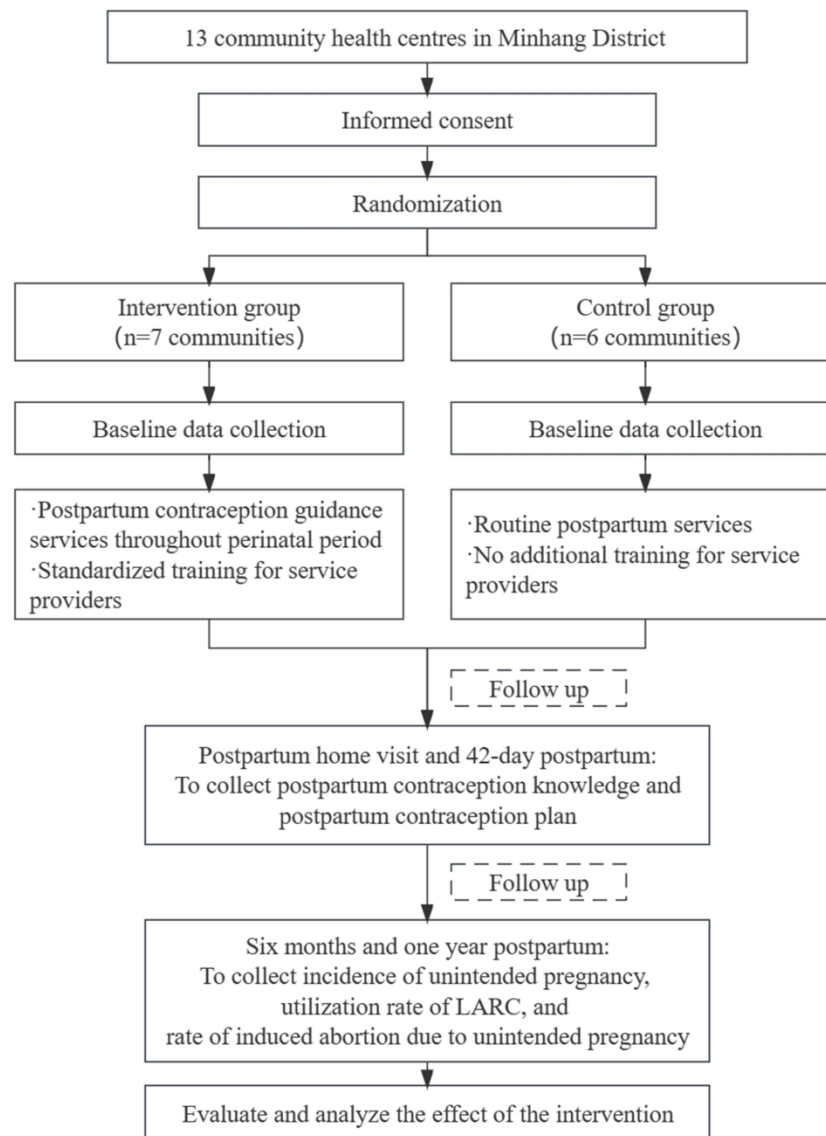 13 community health centres in Minhang District
Informed consent
Randomization
Intervention group
(n=7 communities)
Control group
(n=6 communities)
Baseline data collection
Baseline data collection
·Postpartum contraception guidance
services throughout perinatal period
·Standardized training for service
providers
·Routine postpartum services
·No additional training for service
providers
Follow up
Postpartum home visit and 42-day postpartum:
To collect postpartum contraception knowledge and
postpartum contraception plan
Follow up
Six months and one year postpartum:
To collect incidence of unintended pregnancy,
utilization rate of LARC, and
rate of induced abortion due to unintended pregnancy
Evaluate and analyze the effect of the intervention